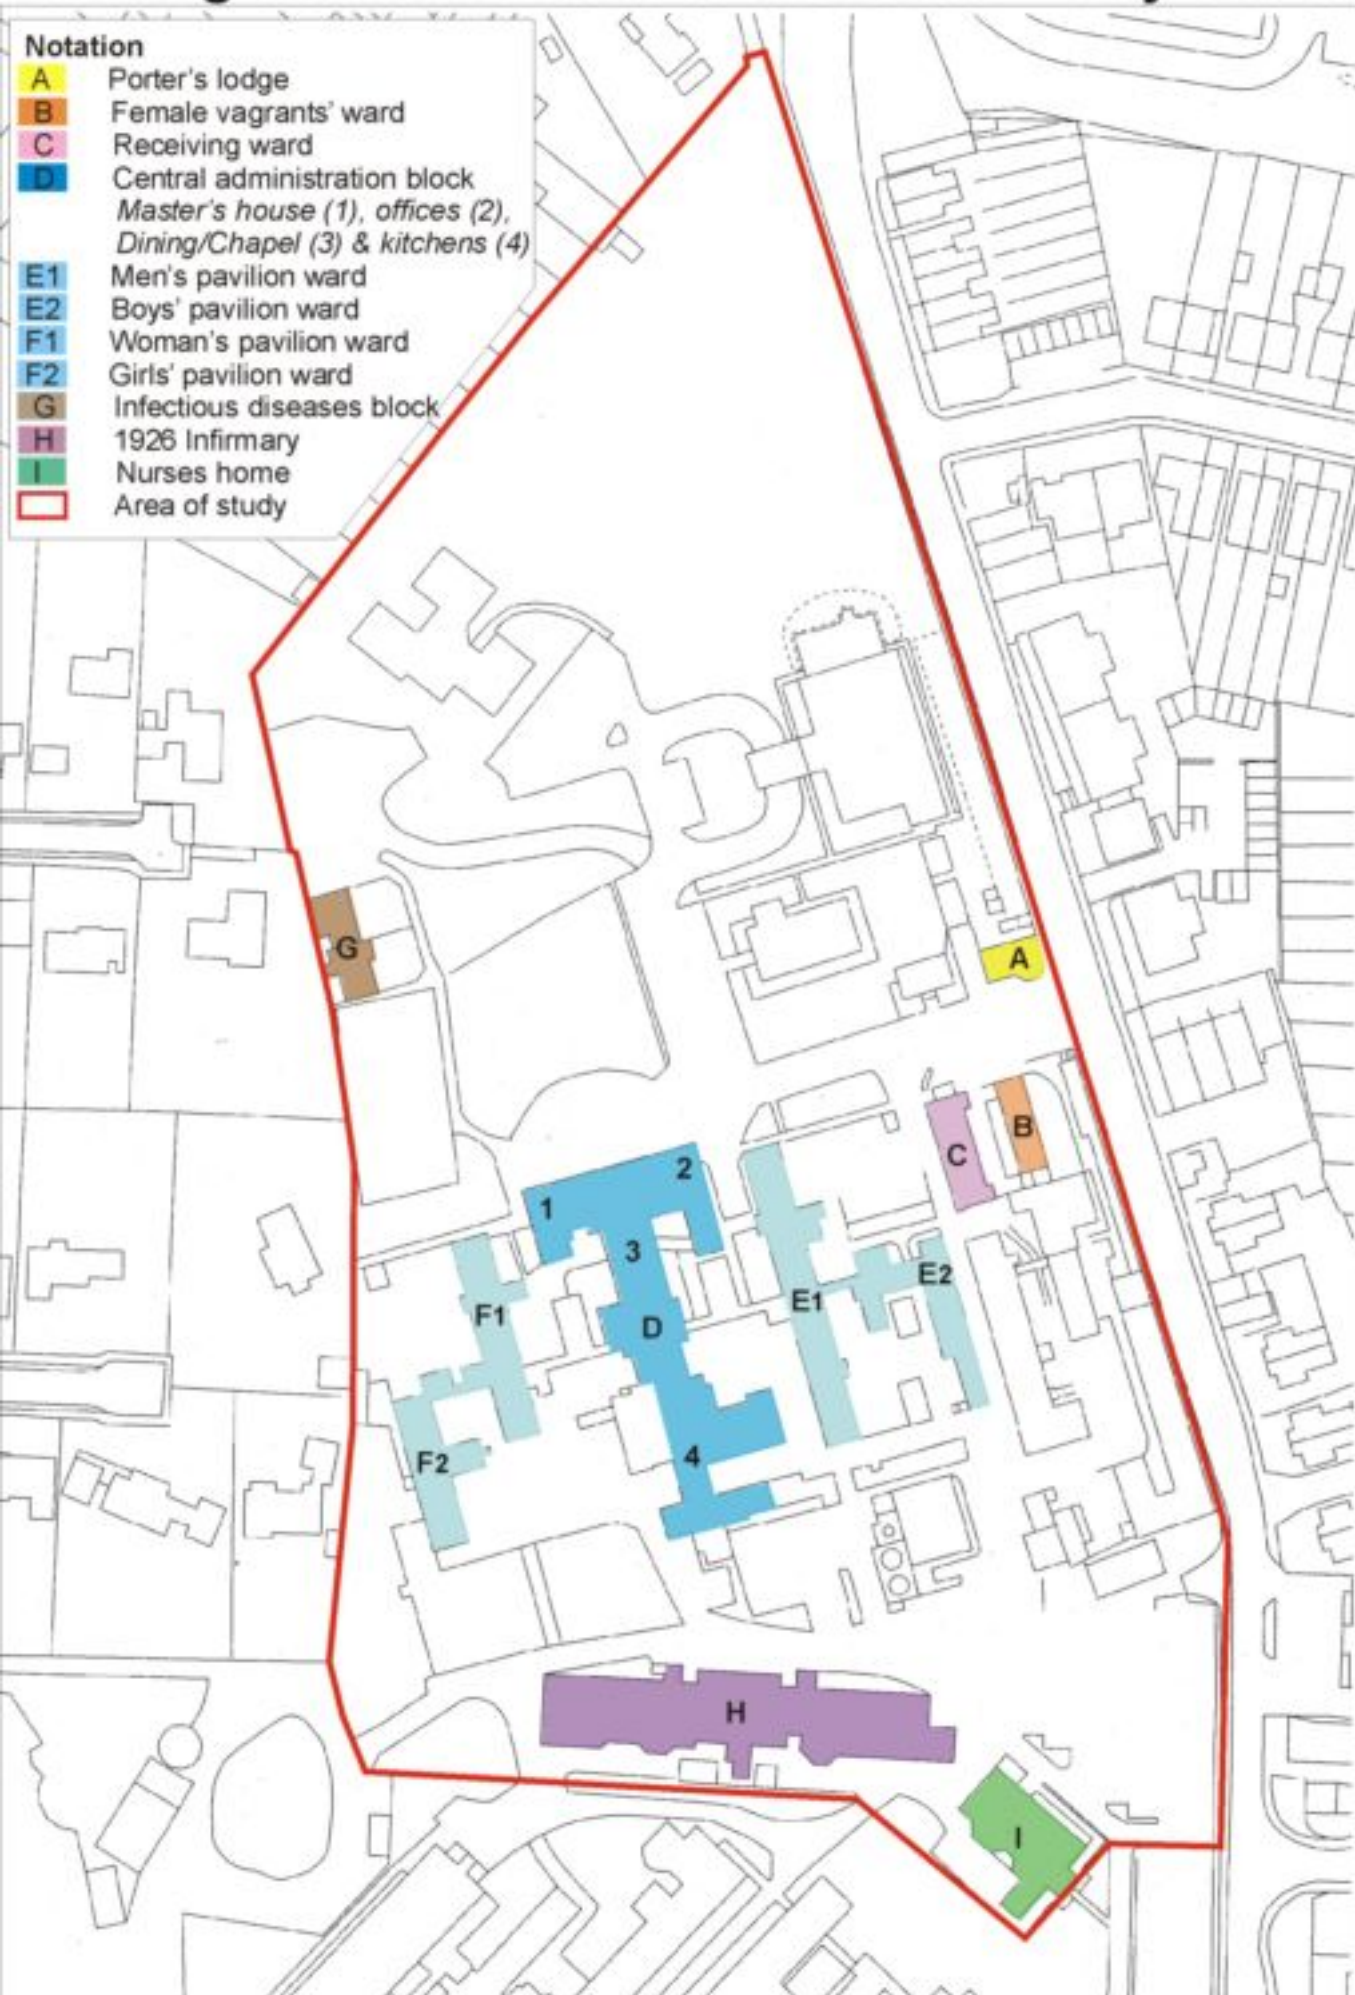 Notation
A Porter's lodge
B Female vagrants' ward
C Receiving ward
D Central administration block
Master's house (1), offices (2),
Dining/Chapel (3) & kitchens (4)
E1 Men's pavilion ward
E2 Boys' pavilion ward
F1 Woman's pavilion ward
F2 Girls' pavilion ward
G Infectious diseases block
H 1926 Infirmary
I Nurses home
Area of study
G
A
B
C
2
1
3
E2
E1
F1
D
4
F2
H
I